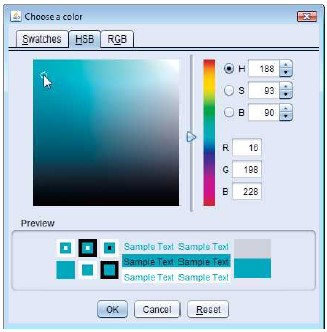 Choose a color
Swatches HSB RGB
H 188
S 93
B 90
R 16
G 198
B 228
Preview
Sample Text Sample Text
Sample Text Sample Text
Sample Text Sample Text
OK Cancel Reset